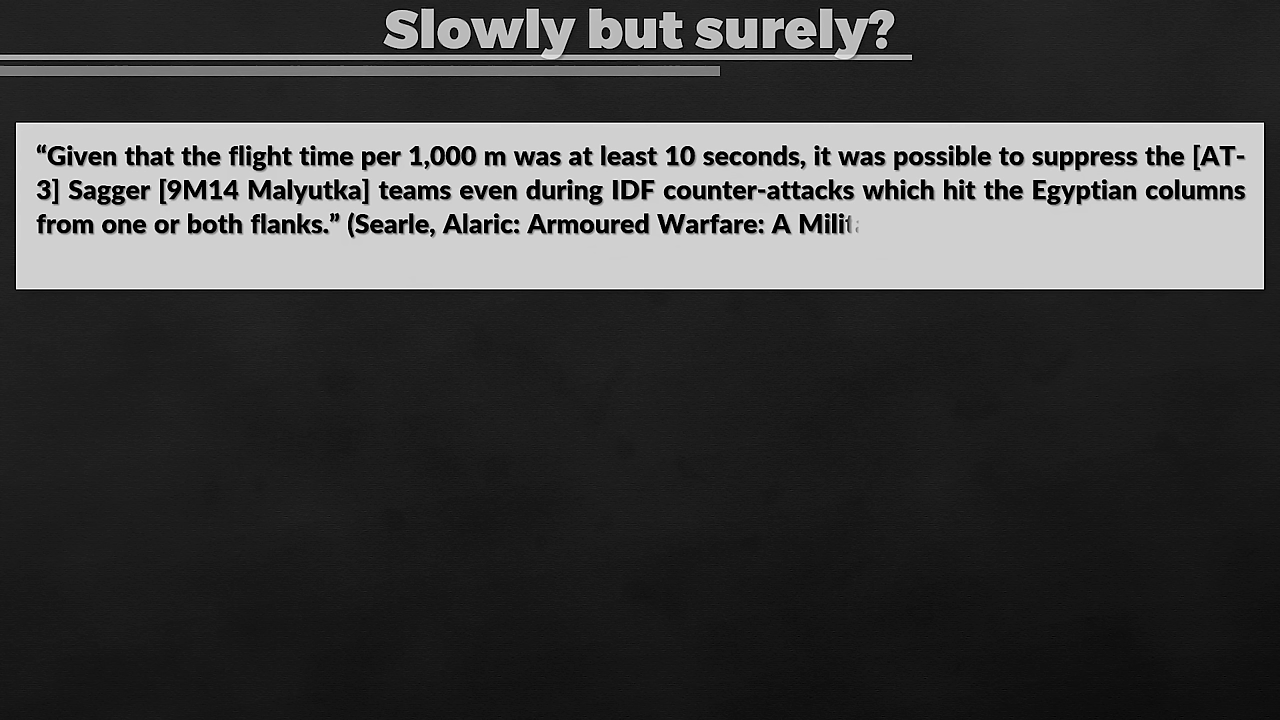 Slowly but surely?
“Given that the flight time per 1,000 m was at least 10 seconds, it was possible to suppress the [AT-
3] Sagger [9M14 Malyutka] teams even during IDF counter-attacks which hit the Egyptian columns
from one or both flanks.” (Searle, Alaric: Armoured Warfare: A